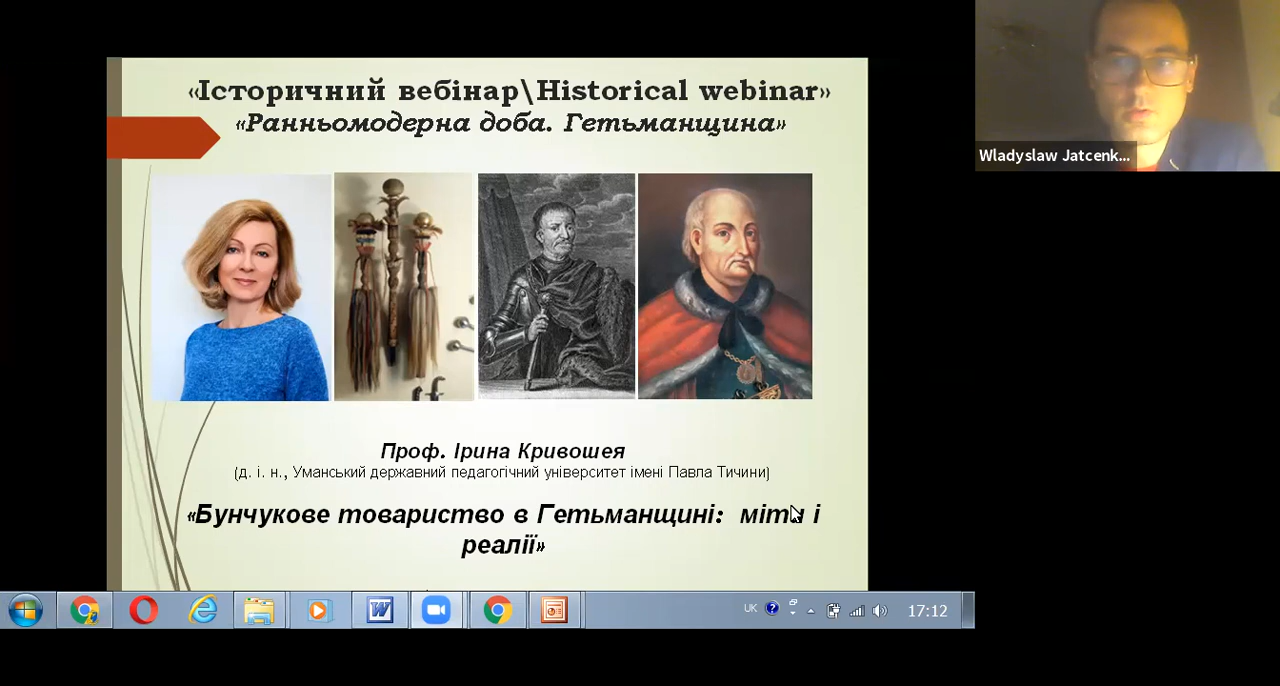 «Історичний вебінар\Historical webinar»
«Ранньомодерна доба. Гетьманщина»
Wladyslaw Jatcenk...
Проф. Ірина Кривошея
(д. і. н., Уманський державний педагогічний університет імені Павла Тичини)
«Бунчукове товариство в Гетьманщині: міти і
реалії»
UK
17:12